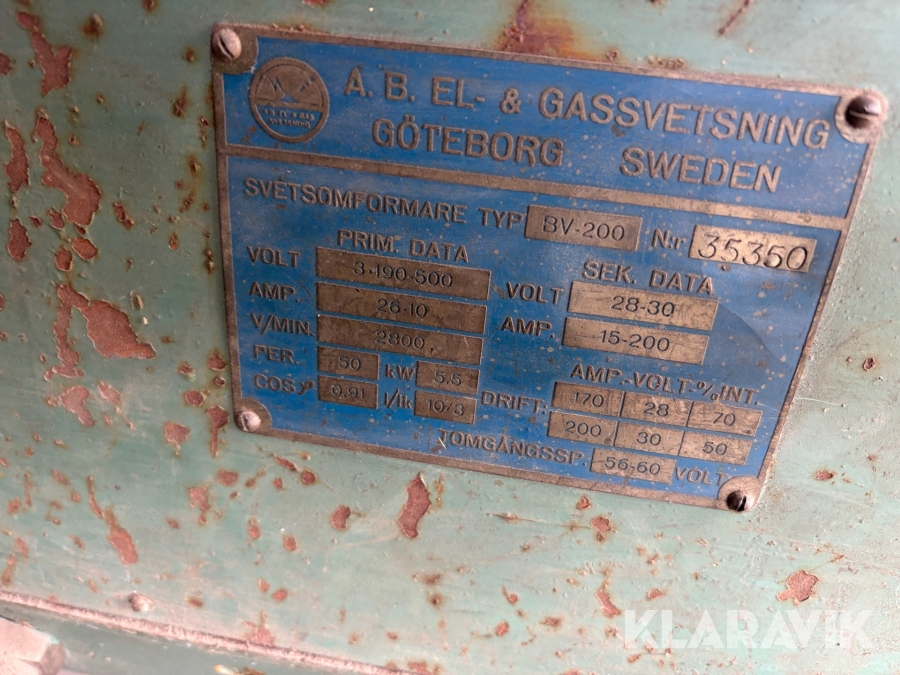 A. B. EL- & GASSVETSNING
GÖTEBORG SWEDEN
SVETSOMFORMARE TYP BV-200 N:r 35350
PRIM. DATA
VOLT 3-190-500
AMP. 26-10
V/MIN. 2800
PER. 50 kW 5.5
COS φ 0.91 I/Ik 10/3
SEK. DATA
VOLT 28-30
AMP. 15-200
AMP.-VOLT-%INT.
DRIFT: 170 28 70
200 30 50
TOMGÅNGSSP. 56-60 VOLT
KLARAVIK